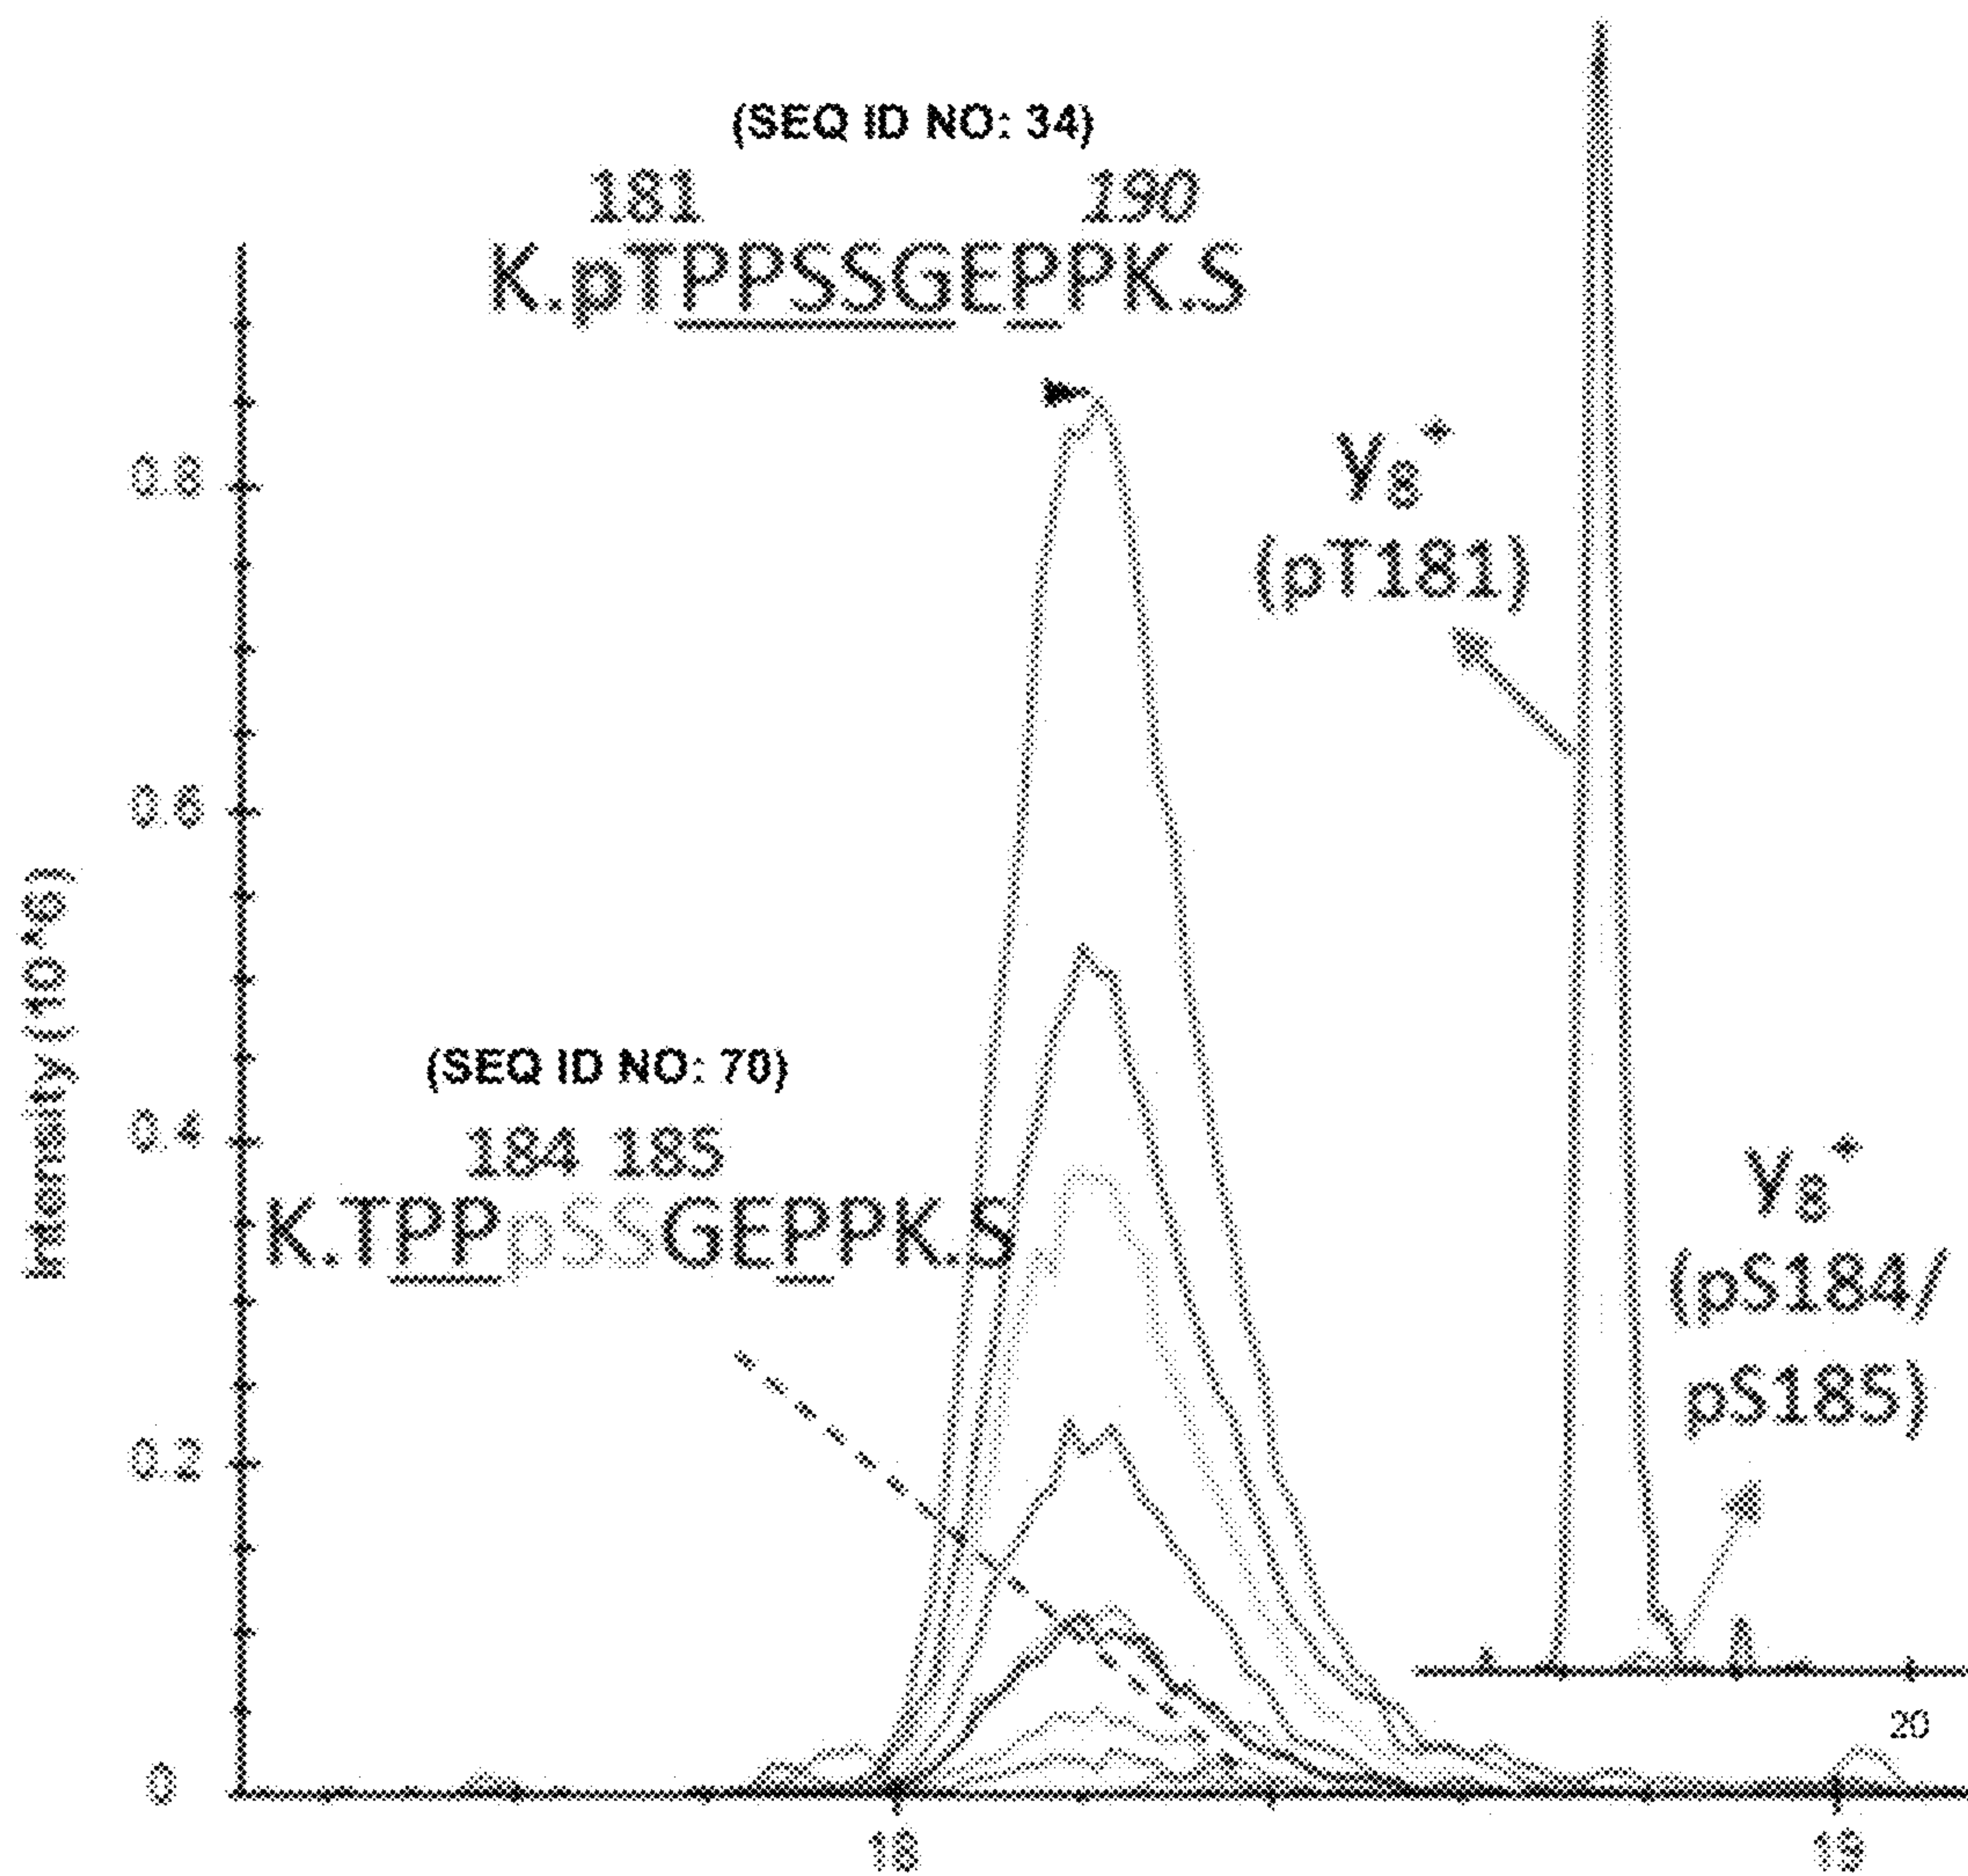 (SEQ ID NO: 34)
181 190
K.pTPPSSGEPPK.S
y8+
(pT181)
0.8
0.6
Intensity (10^6)
(SEQ ID NO: 70)
184 185
K.TPPpSSGEPPK.S
0.4
y8+
(pS184/
pS185)
0.2
20
0
18 19